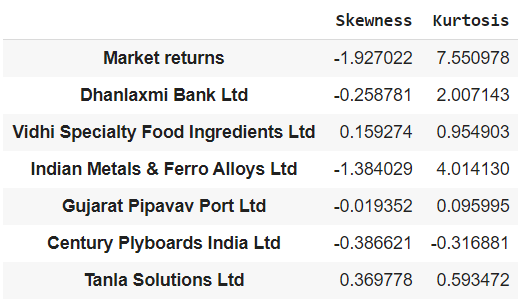 Skewness Kurtosis
Market returns -1.927022 7.550978
Dhanlaxmi Bank Ltd -0.258781 2.007143
Vidhi Specialty Food Ingredients Ltd 0.159274 0.954903
Indian Metals & Ferro Alloys Ltd -1.384029 4.014130
Gujarat Pipavav Port Ltd -0.019352 0.095995
Century Plyboards India Ltd -0.386621 -0.316881
Tanla Solutions Ltd 0.369778 0.593472